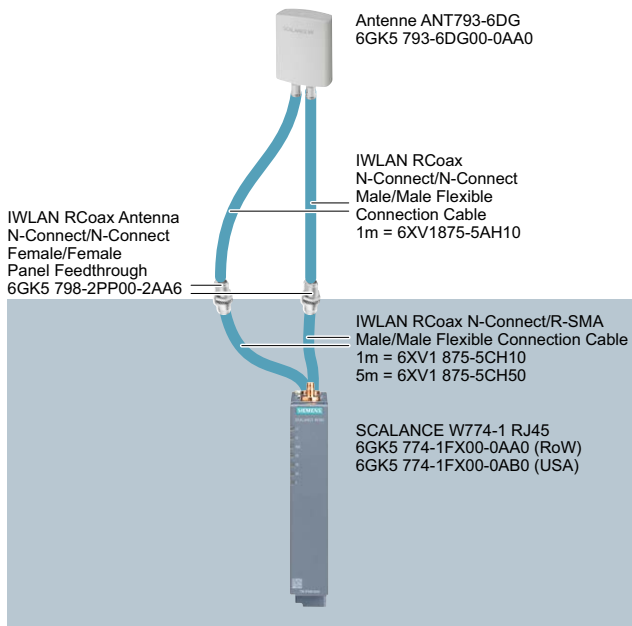 Antenne ANT793-6DG
6GK5 793-6DG00-0AA0
IWLAN RCoax
N-Connect/N-Connect
Male/Male Flexible
Connection Cable
1m = 6XV1875-5AH10
IWLAN RCoax Antenna
N-Connect/N-Connect
Female/Female
Panel Feedthrough
6GK5 798-2PP00-2AA6
IWLAN RCoax N-Connect/R-SMA
Male/Male Flexible Connection Cable
1m = 6XV1 875-5CH10
5m = 6XV1 875-5CH50
SIEMENS
SCALANCE W774-1 RJ45
6GK5 774-1FX00-0AA0 (RoW)
6GK5 774-1FX00-0AB0 (USA)